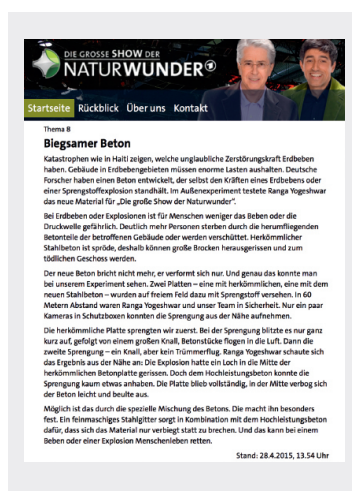 DIE GROSSE SHOW DER
NATURWUNDER®
Startseite Rückblick Über uns Kontakt
Thema 8
Biegsamer Beton
Katastrophen wie in Haiti zeigen, welche unglaubliche Zerstörungskraft Erdbeben
haben. Gebäude in Erdbebengebieten müssen enorme Lasten aushalten. Deutsche
Forscher haben einen Beton entwickelt, der selbst den Kräften eines Erdbebens oder
einer Sprengstoffexplosion standhält. Im Außenexperiment testete Ranga Yogeshwar
das neue Material für „Die große Show der Naturwunder“.
Bei Erdbeben oder Explosionen ist für Menschen weniger das Beben oder die
Druckwelle gefährlich. Deutlich mehr Personen sterben durch die herumfliegenden
Betonteile der betroffenen Gebäude oder werden verschüttet. Herkömmlicher
Stahlbeton ist spröde, deshalb können große Brocken herausgerissen und zum
tödlichen Geschoss werden.
Der neue Beton bricht nicht mehr, er verformt sich nur. Und genau das konnte man
bei unserem Experiment sehen. Zwei Platten – eine mit herkömmlichen, eine mit dem
neuen Stahlbeton – wurden auf freiem Feld dazu mit Sprengstoff versehen. In 60
Metern Abstand waren Ranga Yogeshwar und unser Team in Sicherheit. Nur ein paar
Kameras in Schutzboxen konnten die Sprengung aus der Nähe aufnehmen.
Die herkömmliche Platte sprengten wir zuerst. Bei der Sprengung blitzte es nur ganz
kurz auf, gefolgt von einem großen Knall, Betonstücke flogen in die Luft. Dann die
zweite Sprengung – ein Knall, aber kein Trümmerflug. Ranga Yogeshwar schaute sich
das Ergebnis aus der Nähe an: Die Explosion hatte ein Loch in die Mitte der
herkömmlichen Betonplatte gerissen. Doch dem Hochleistungsbeton konnte die
Sprengung kaum etwas anhaben. Die Platte blieb vollständig, in der Mitte verbog sich
der Beton leicht und beulte aus.
Möglich ist das durch die spezielle Mischung des Betons. Die macht ihn besonders
fest. Ein feinmaschiges Stahlgitter sorgt in Kombination mit dem Hochleistungsbeton
dafür, dass sich das Material nur verbiegt statt zu brechen. Und das kann bei einem
Beben oder einer Explosion Menschenleben retten.
Stand: 28.4.2015, 13.54 Uhr